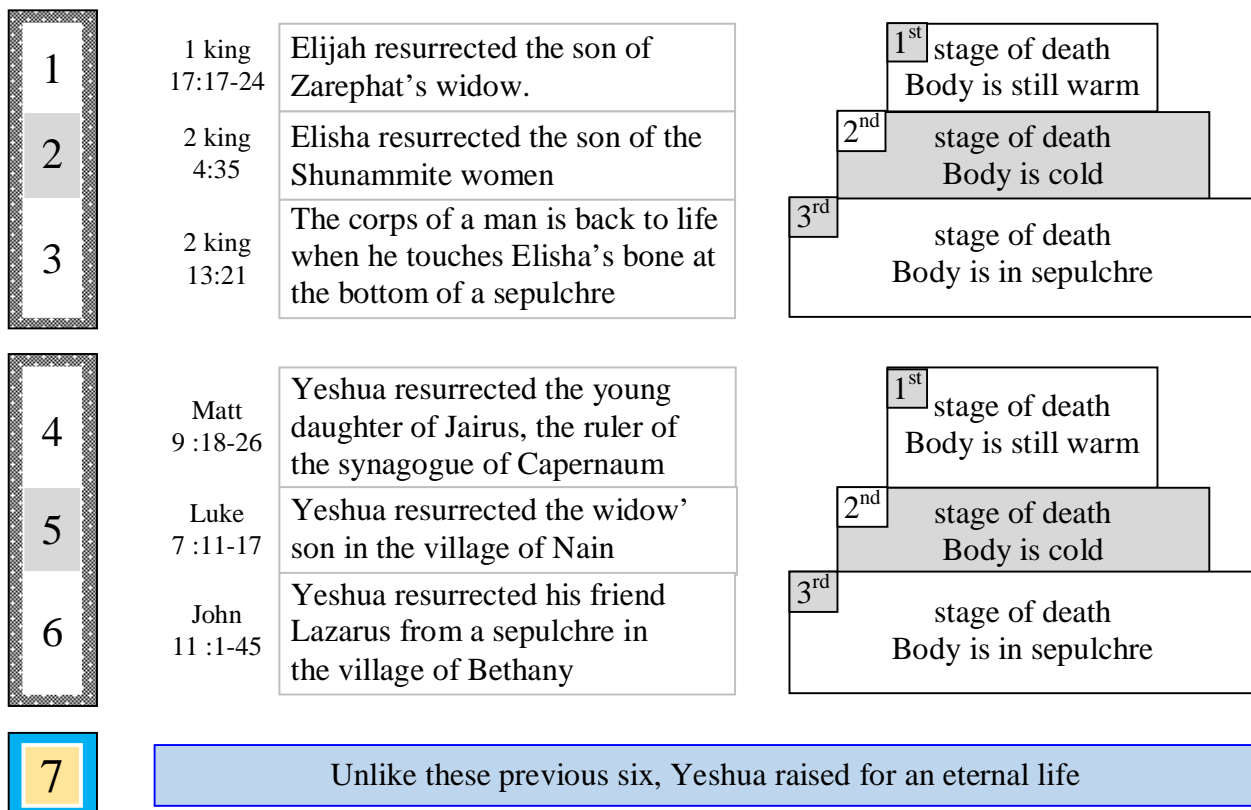 1
1 king
17:17-24
Elijah resurrected the son of
Zarephat’s widow.
1st
stage of death
Body is still warm
2
2 king
4:35
Elisha resurrected the son of the
Shunammite women
2nd
stage of death
Body is cold
3
2 king
13:21
The corps of a man is back to life
when he touches Elisha’s bone at
the bottom of a sepulchre
3rd
stage of death
Body is in sepulchre
4
Matt
9 :18-26
Yeshua resurrected the young
daughter of Jairus, the ruler of
the synagogue of Capernaum
1st
stage of death
Body is still warm
5
Luke
7 :11-17
Yeshua resurrected the widow’
son in the village of Nain
2nd
stage of death
Body is cold
6
John
11 :1-45
Yeshua resurrected his friend
Lazarus from a sepulchre in
the village of Bethany
3rd
stage of death
Body is in sepulchre
7
Unlike these previous six, Yeshua raised for an eternal life